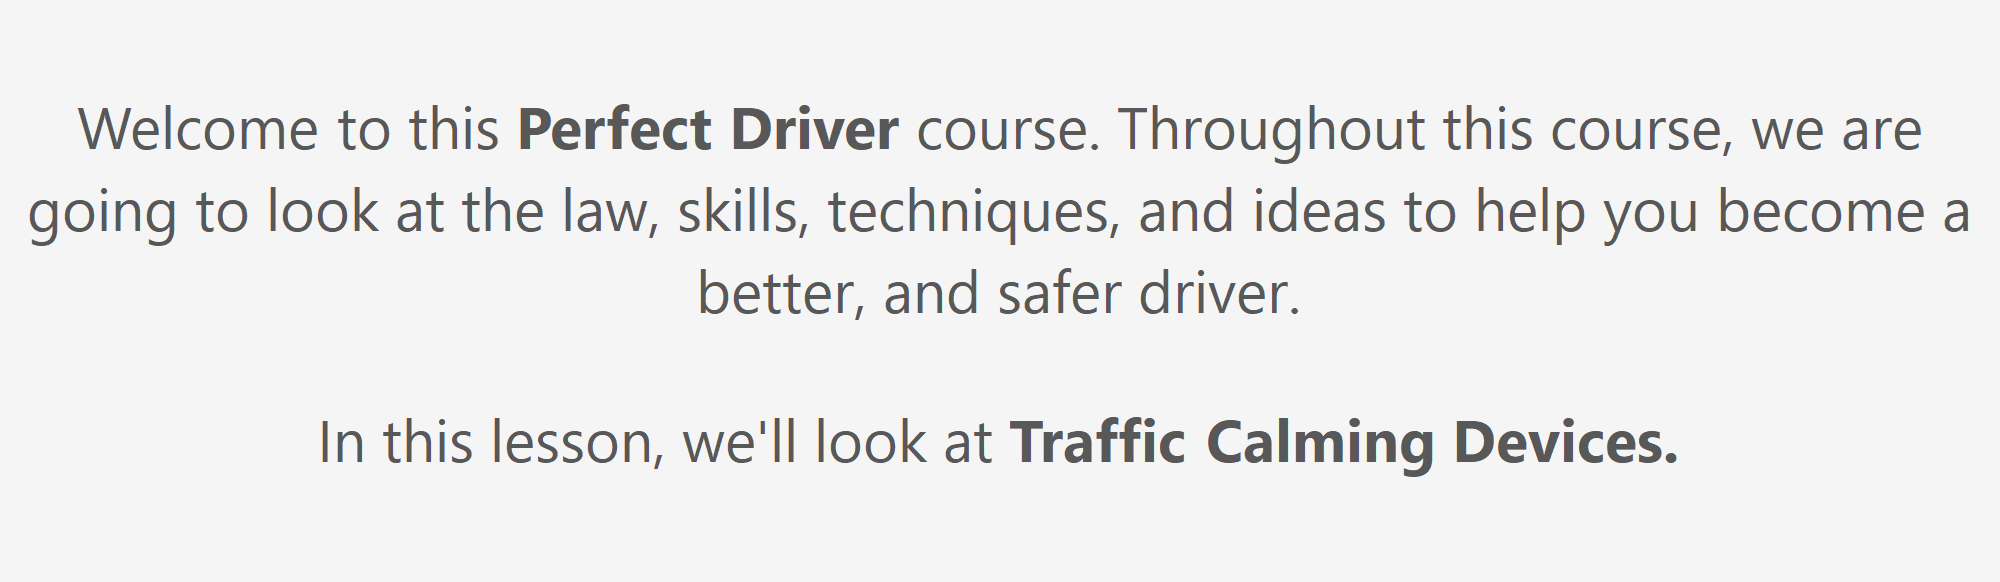 Welcome to this Perfect Driver course. Throughout this course, we are
going to look at the law, skills, techniques, and ideas to help you become a
better, and safer driver.
In this lesson, we'll look at Traffic Calming Devices.